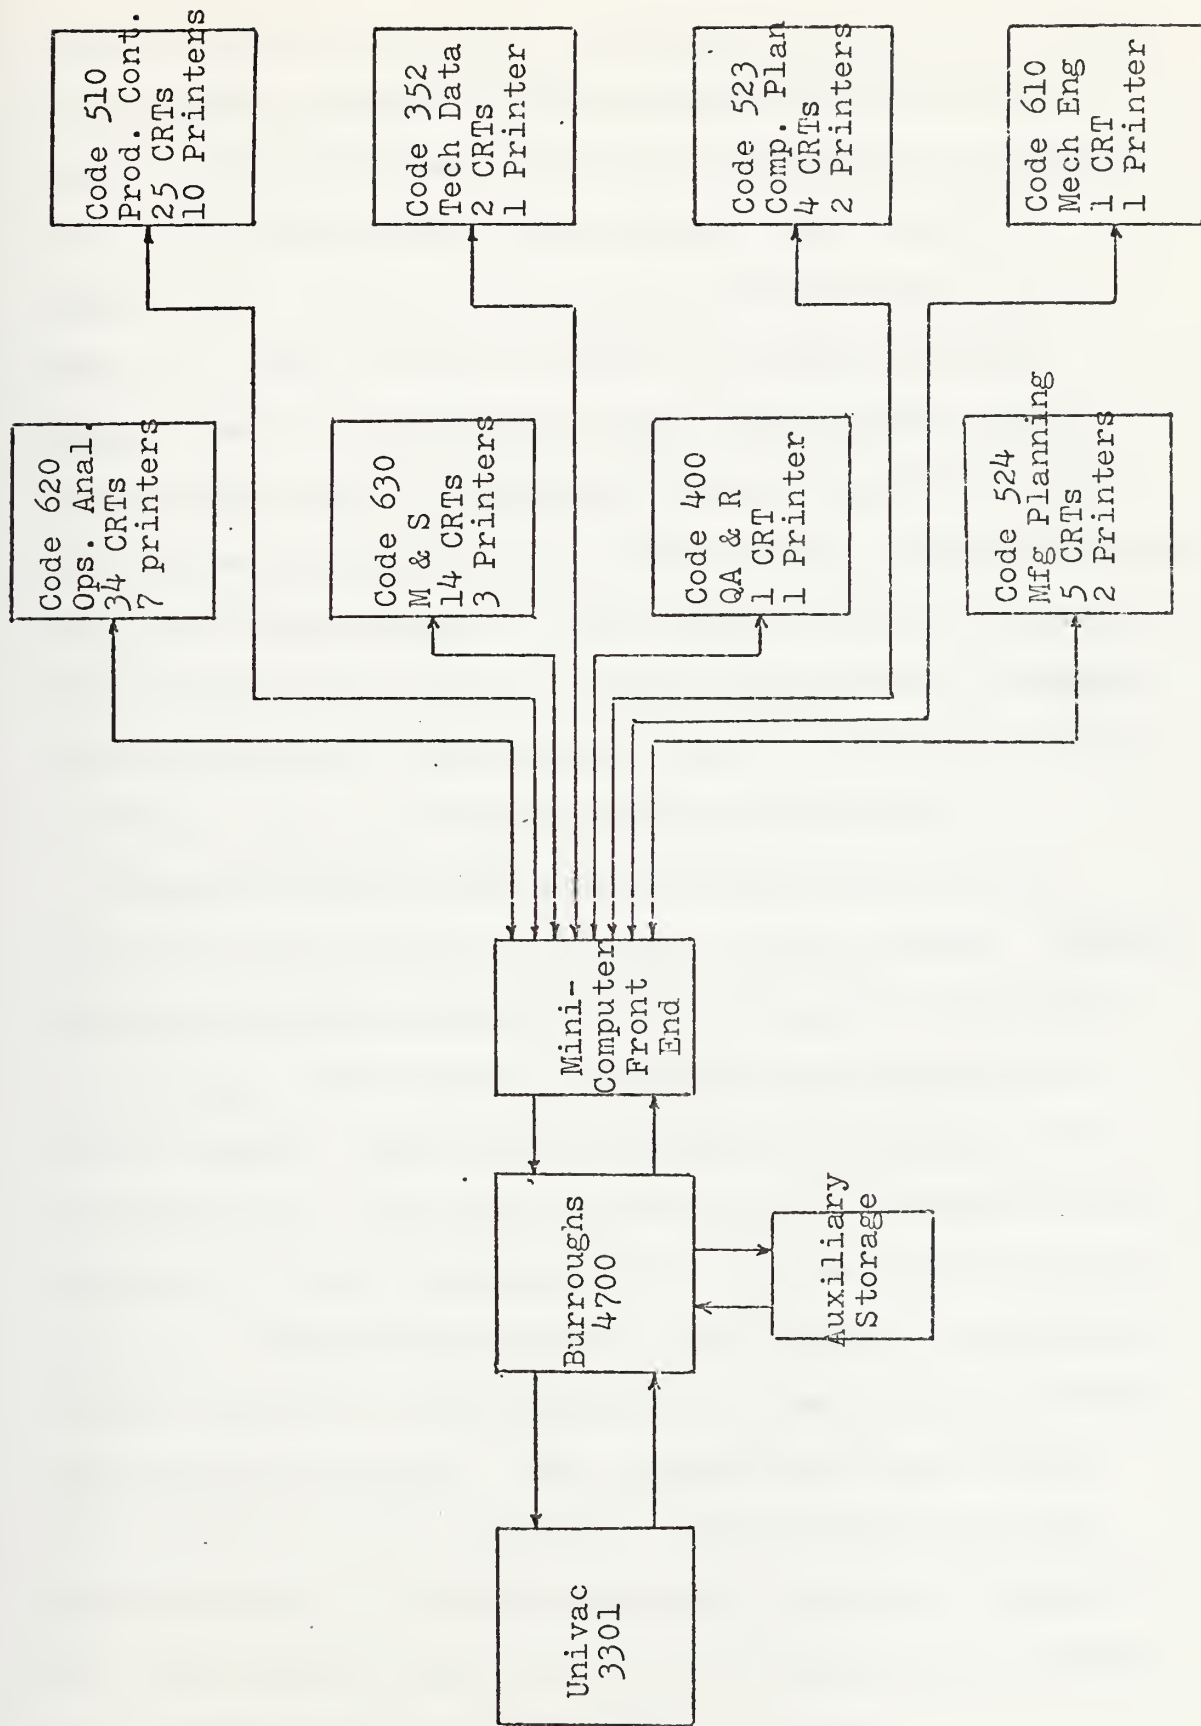 Code 510
Prod. Cont.
25 CRTs
10 Printers
Code 352
Tech Data
2 CRTs
1 Printer
Code 523
Comp. Plan
4 CRTs
2 Printers
Code 610
Mech Eng
1 CRT
1 Printer
Code 620
Ops. Anal.
34 CRTs
7 printers
Code 630
M & S
14 CRTs
3 Printers
Code 400
QA & R
1 CRT
1 Printer
Code 524
Mfg Planning
5 CRTs
2 Printers
Mini-
Computer
Front
End
Burroughs
4700
Auxiliary
Storage
Univac
3301